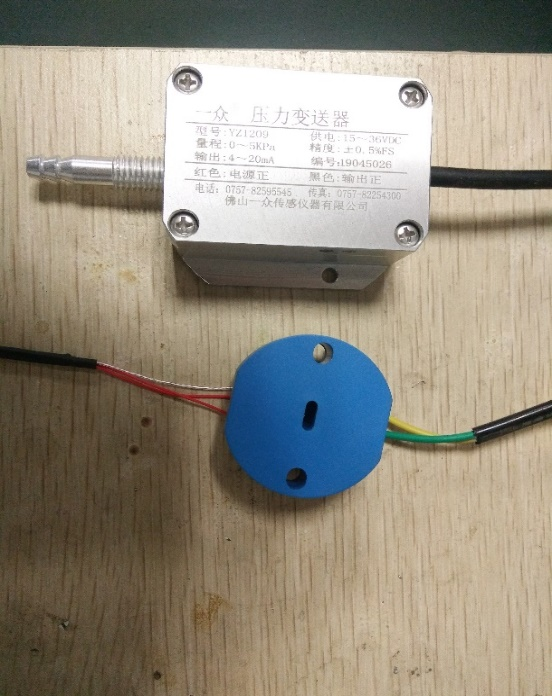 一众 压力变送器
型号:YZ1209 供电:15～36VDC
量程:0～5KPa 精度:±0.5%FS
输出:4～20mA 编号:19045026
红色:电源正 黑色:输出正
电话:0757-82595545 传真:0757-82254300
佛山一众传感仪器有限公司